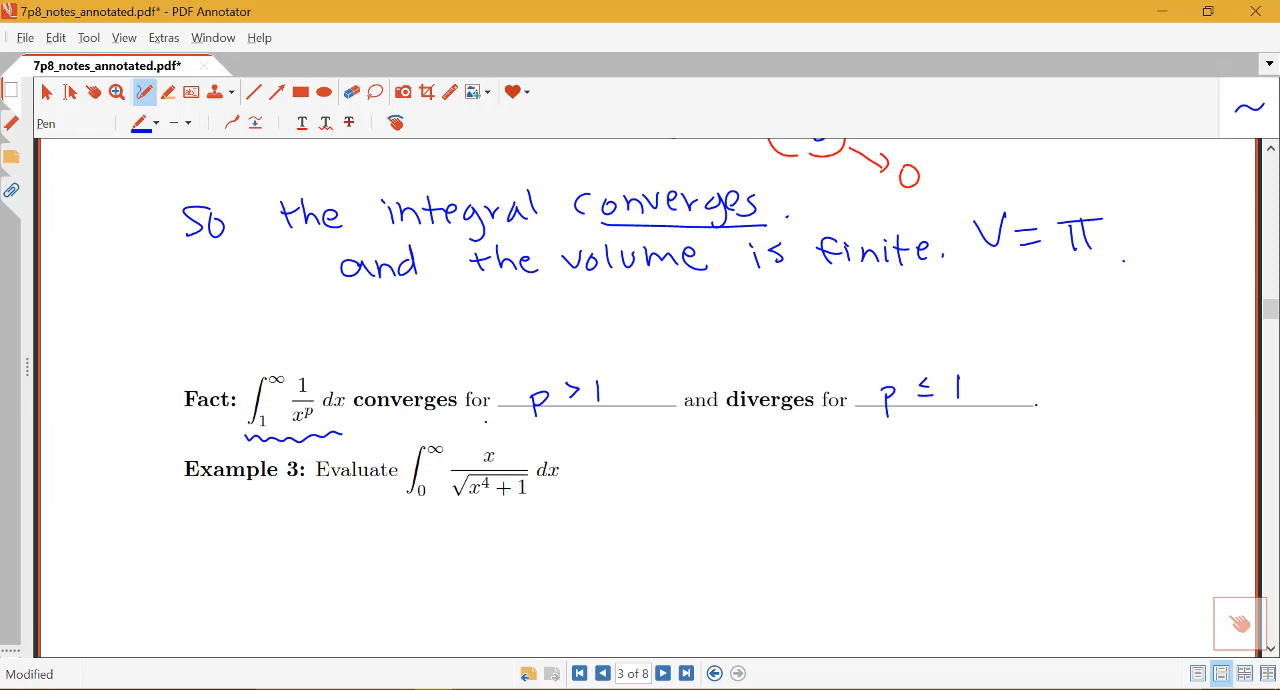 7p8_notes_annotated.pdf* - PDF Annotator
File Edit Tool View Extras Window Help
7p8_notes_annotated.pdf*
Pen
0
So the integral converges.
and the volume is finite. V = π.
Fact: ∫₁^∞ 1/x^p dx converges for p > 1 and diverges for p ≤ 1.
Example 3: Evaluate ∫₀^∞ x/√(x⁴ + 1) dx
Modified 3 of 8